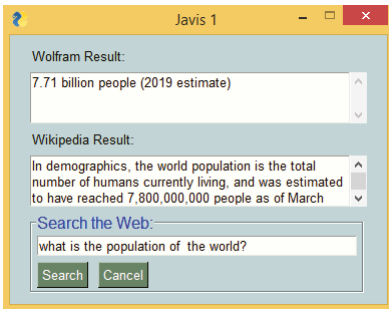 Javis 1
Wolfram Result:
7.71 billion people (2019 estimate)
Wikipedia Result:
In demographics, the world population is the total
number of humans currently living, and was estimated
to have reached 7,800,000,000 people as of March
Search the Web:
what is the population of the world?
Search Cancel